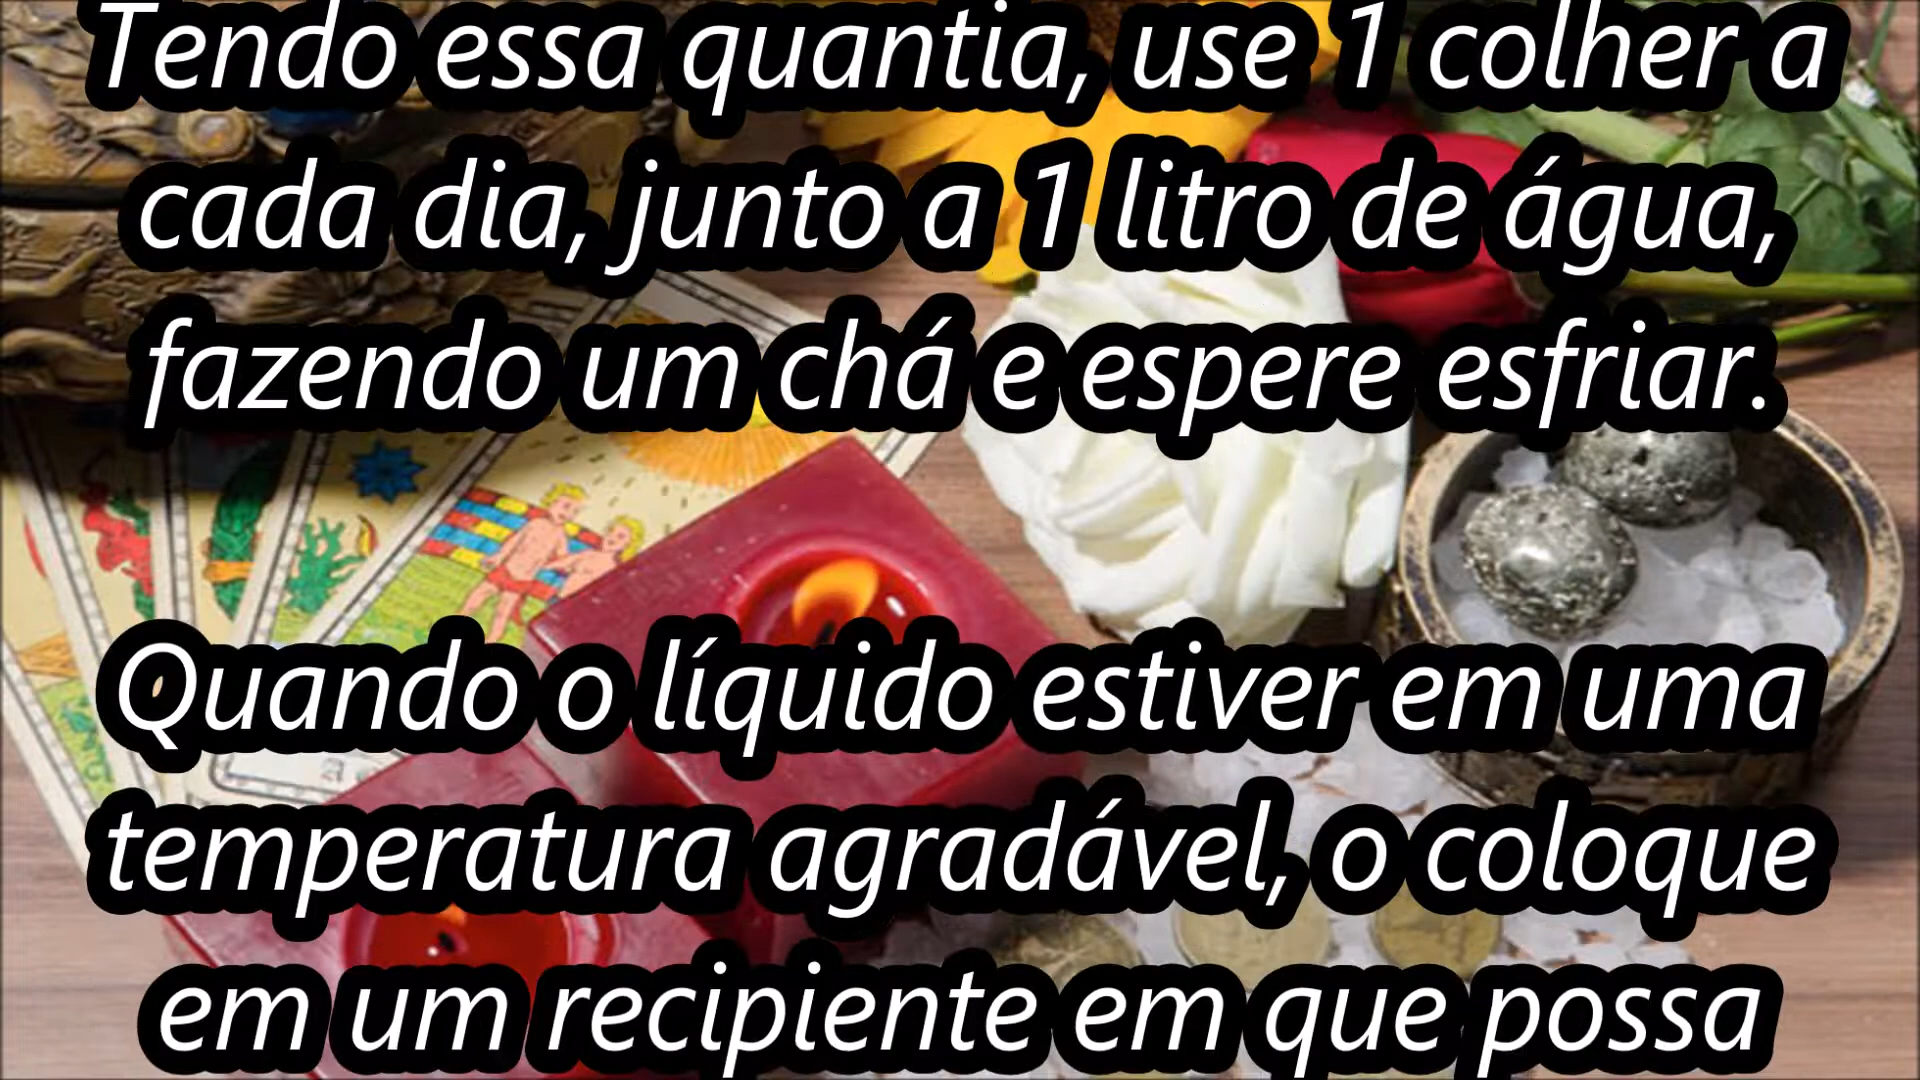 Tendo essa quantia, use 1 colher a
cada dia, junto a 1 litro de água,
fazendo um chá e espere esfriar.
Quando o líquido estiver em uma
temperatura agradável, o coloque
em um recipiente em que possa